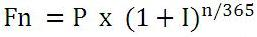 Fn = P x (1 + I)^{n/365}